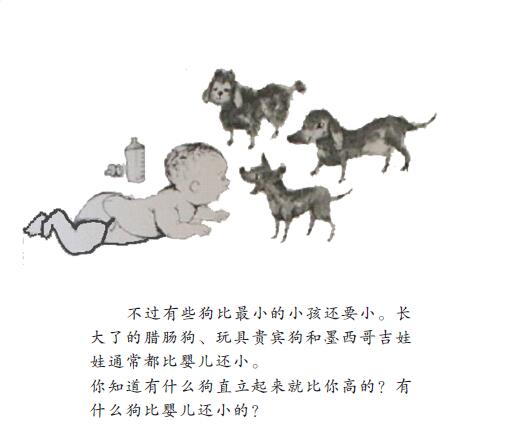 不过有些狗比最小的小孩还要小。长
大了的腊肠狗、玩具贵宾狗和墨西哥吉娃
娃通常都比婴儿还小。
你知道有什么狗直立起来就比你高的？有
什么狗比婴儿还小的？